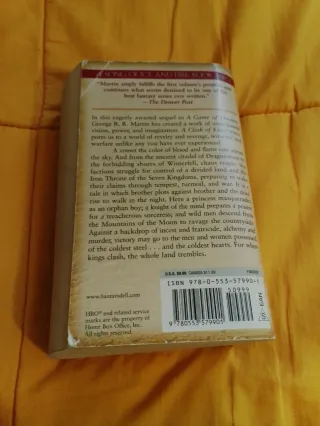 A SONG OF ICE AND FIRE: BOOK
"Martin amply fulfills the first volume's
continues what seems destined to be one of the
best fantasy series ever written."
—The Denver Post
In this eagerly awaited sequel to A Game of
George R. R. Martin has created a work of
vision, power, and imagination. A Clash of
ports us to a world of revelry and revenge,
warfare unlike any you have ever experienced.
A comet the color of blood and flame cuts across
the sky. And from the ancient citadel of
the forbidding shores of Winterfell, chaos reigns
factions struggle for control of a divided land and the
Iron Throne of the Seven Kingdoms, preparing to
their claims through tempest, turmoil, and war. It is a
tale in which brother plots against brother and the dead
rise to walk in the night. Here a princess masquerades
as an orphan boy; a knight of the mind prepares a poison
for a treacherous sorceress; and wild men descend from
the Mountains of the Moon to ravage the countryside.
Against a backdrop of incest and fratricide, alchemy and
murder, victory may go to the men and women possessed
of the coldest steel . . . and the coldest hearts. For when
kings clash, the whole land trembles.
www.bantamdell.com
HBO® and related service
marks are the property of
Home Box Office, Inc.
All rights reserved.
ISBN 978-0-553-57990-1
50999
9 780553 579901
EAN